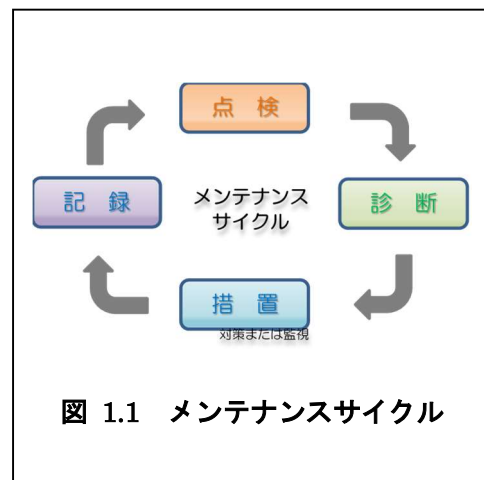 点 検
記 録
メンテナンス
サイクル
診 断
措 置
対策または監視
図 1.1 メンテナンスサイクル